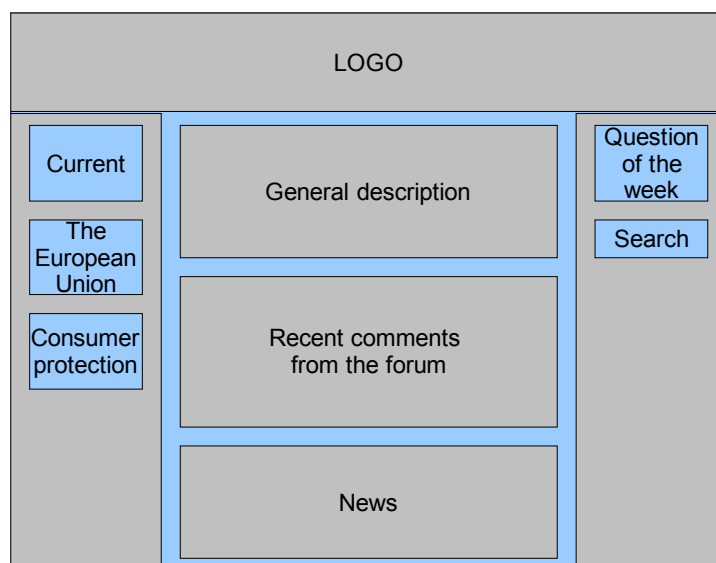 LOGO
Current
The
European
Union
Consumer
protection
General description
Recent comments
from the forum
News
Question
of the
week
Search